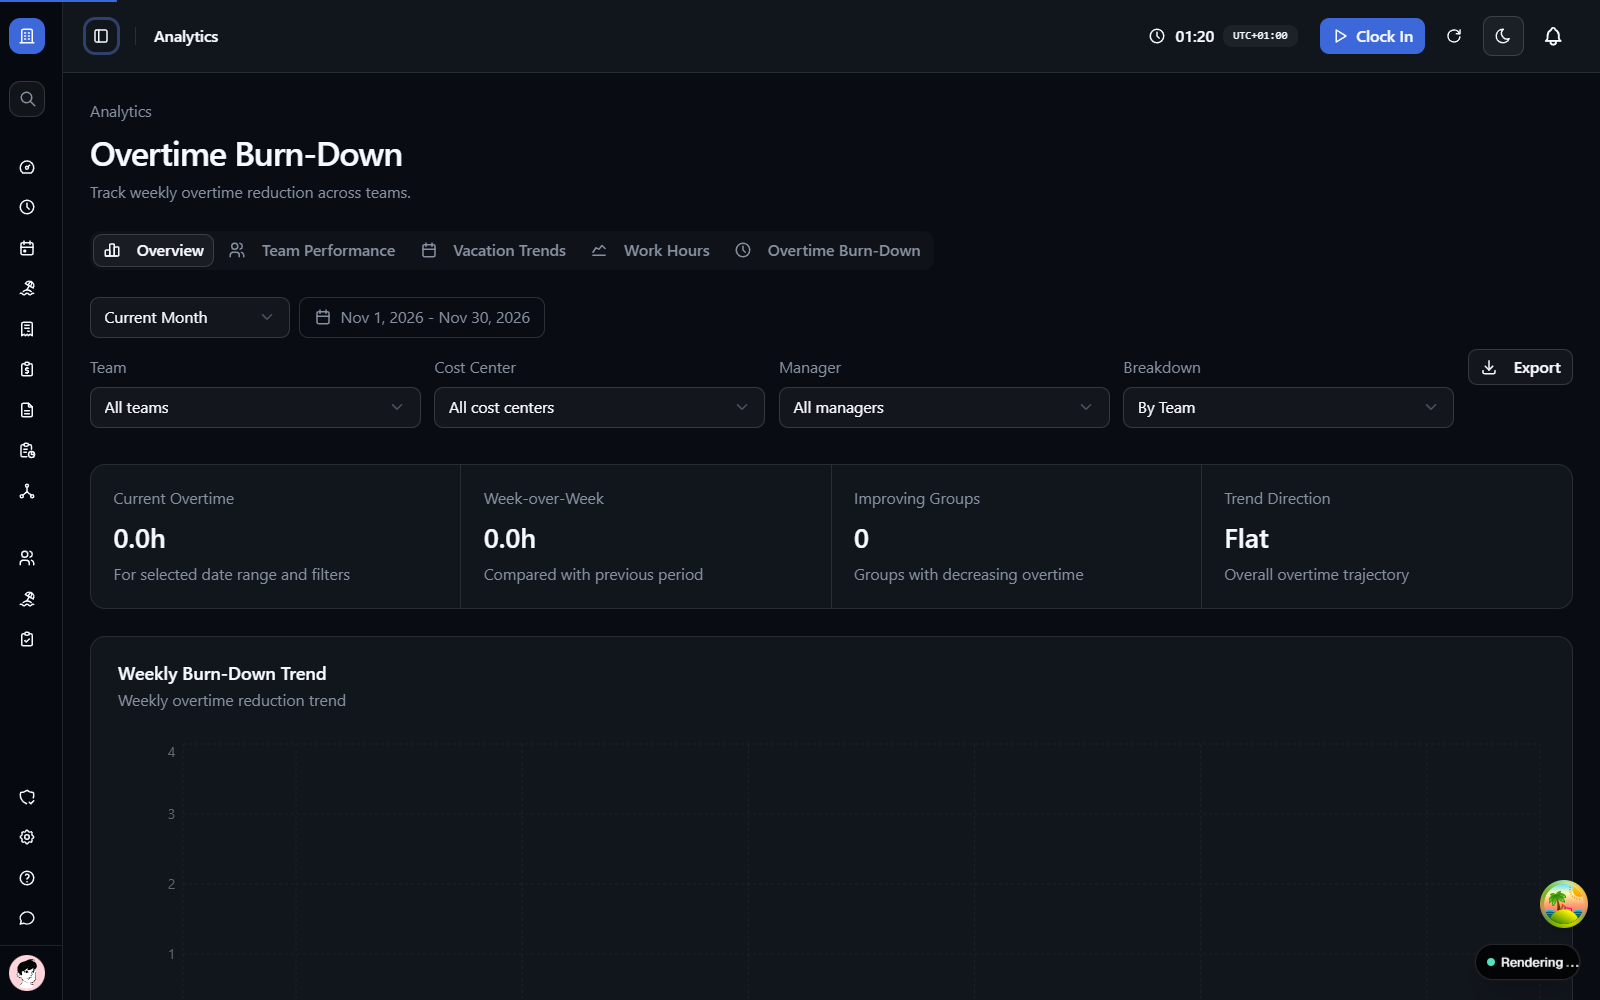 Analytics
01:20
UTC+01:00
Clock In
Analytics
Overtime Burn-Down
Track weekly overtime reduction across teams.
Overview
Team Performance
Vacation Trends
Work Hours
Overtime Burn-Down
Current Month
Nov 1, 2026 - Nov 30, 2026
Team
Cost Center
Manager
Breakdown
Export
All teams
All cost centers
All managers
By Team
Current Overtime
0.0h
For selected date range and filters
Week-over-Week
0.0h
Compared with previous period
Improving Groups
0
Groups with decreasing overtime
Trend Direction
Flat
Overall overtime trajectory
Weekly Burn-Down Trend
Weekly overtime reduction trend
4
3
2
1
Rendering ...